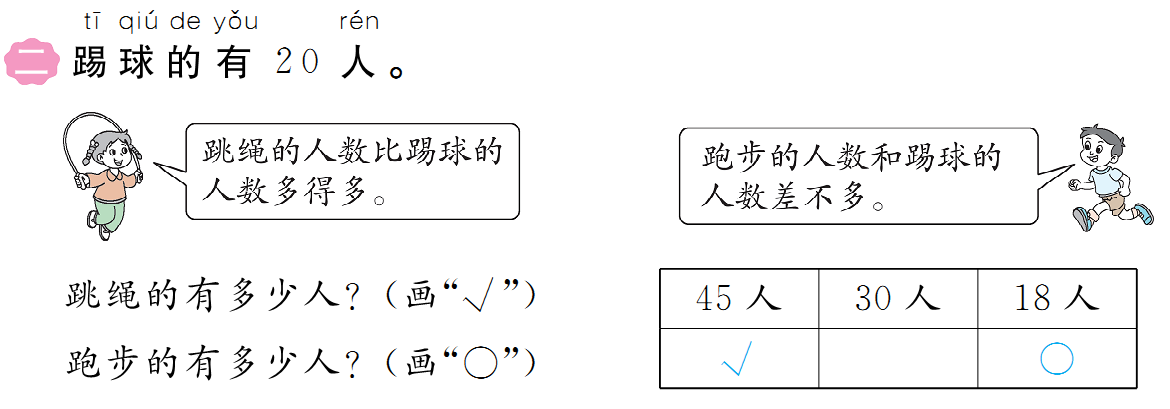 tī qiú de yǒu rén
二 踢球的有 20 人。
跳绳的人数比踢球的
人数多得多。
跑步的人数和踢球的
人数差不多。
跳绳的有多少人？（画“√”）
跑步的有多少人？（画“○”）
45 人 30 人 18 人
√ ○